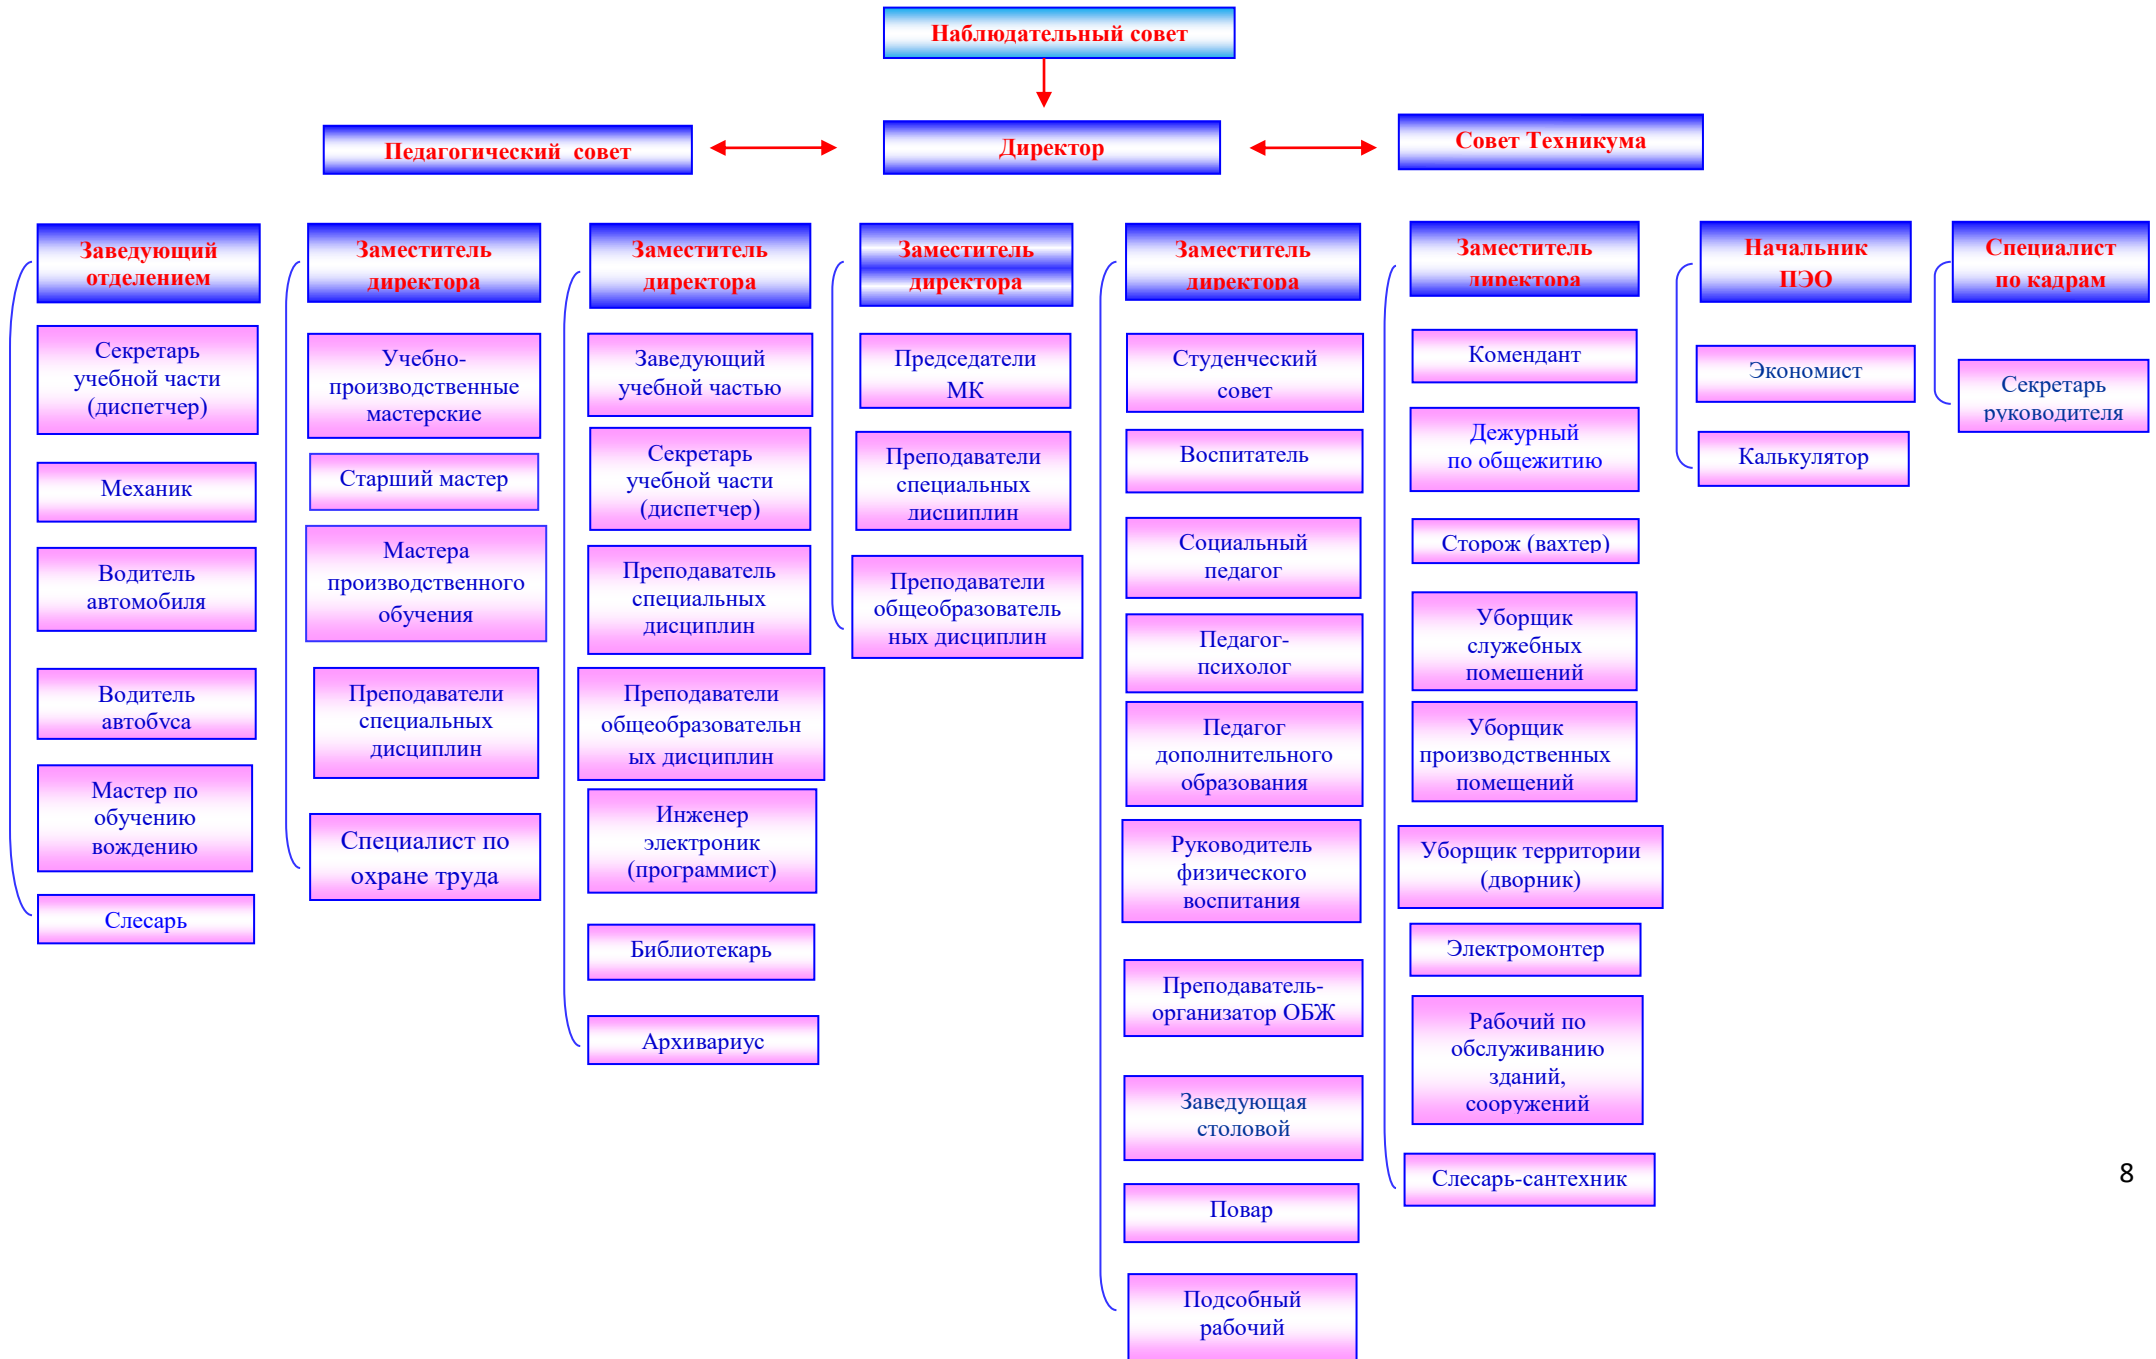 Наблюдательный совет
Педагогический совет
Директор
Совет Техникума
Заведующий
отделением
Секретарь
учебной части
(диспетчер)
Механик
Водитель
автомобиля
Водитель
автобуса
Мастер по
обучению
вождению
Слесарь
Заместитель
директора
Учебно-
производственные
мастерские
Старший мастер
Мастера
производственного
обучения
Преподаватели
специальных
дисциплин
Специалист по
охране труда
Заместитель
директора
Заведующий
учебной частью
Секретарь
учебной части
(диспетчер)
Преподаватель
специальных
дисциплин
Преподаватели
общеобразовательн
ых дисциплин
Инженер
электроник
(программист)
Библиотекарь
Архивариус
Заместитель
директора
Председатели
МК
Преподаватели
специальных
дисциплин
Преподаватели
общеобразователь
ных дисциплин
Заместитель
директора
Студенческий
совет
Воспитатель
Социальный
педагог
Педагог-
психолог
Педагог
дополнительного
образования
Руководитель
физического
воспитания
Преподаватель-
организатор ОБЖ
Заведующая
столовой
Повар
Подсобный
рабочий
Заместитель
директора
Комендант
Дежурный
по общежитию
Сторож (вахтер)
Уборщик
служебных
помещений
Уборщик
производственных
помещений
Уборщик территории
(дворник)
Электромонтер
Рабочий по
обслуживанию
зданий,
сооружений
Слесарь-сантехник
Начальник
ПЭО
Экономист
Калькулятор
Специалист
по кадрам
Секретарь
руководителя
8